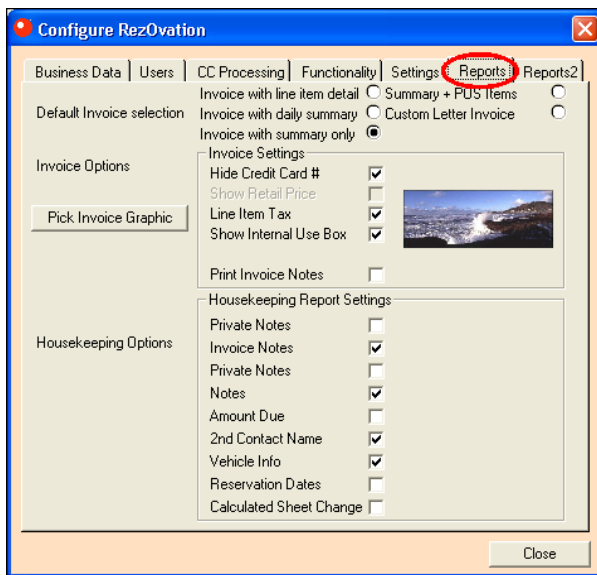 Configure RezOvation
Business Data Users CC Processing Functionality Settings Reports Reports2
Invoice with line item detail Summary + POS Items
Default Invoice selection Invoice with daily summary Custom Letter Invoice
Invoice with summary only
Invoice Settings
Invoice Options Hide Credit Card #
Show Retail Price
Pick Invoice Graphic Line Item Tax
Show Internal Use Box
Print Invoice Notes
Housekeeping Report Settings
Private Notes
Housekeeping Options Invoice Notes
Private Notes
Notes
Amount Due
2nd Contact Name
Vehicle Info
Reservation Dates
Calculated Sheet Change
Close